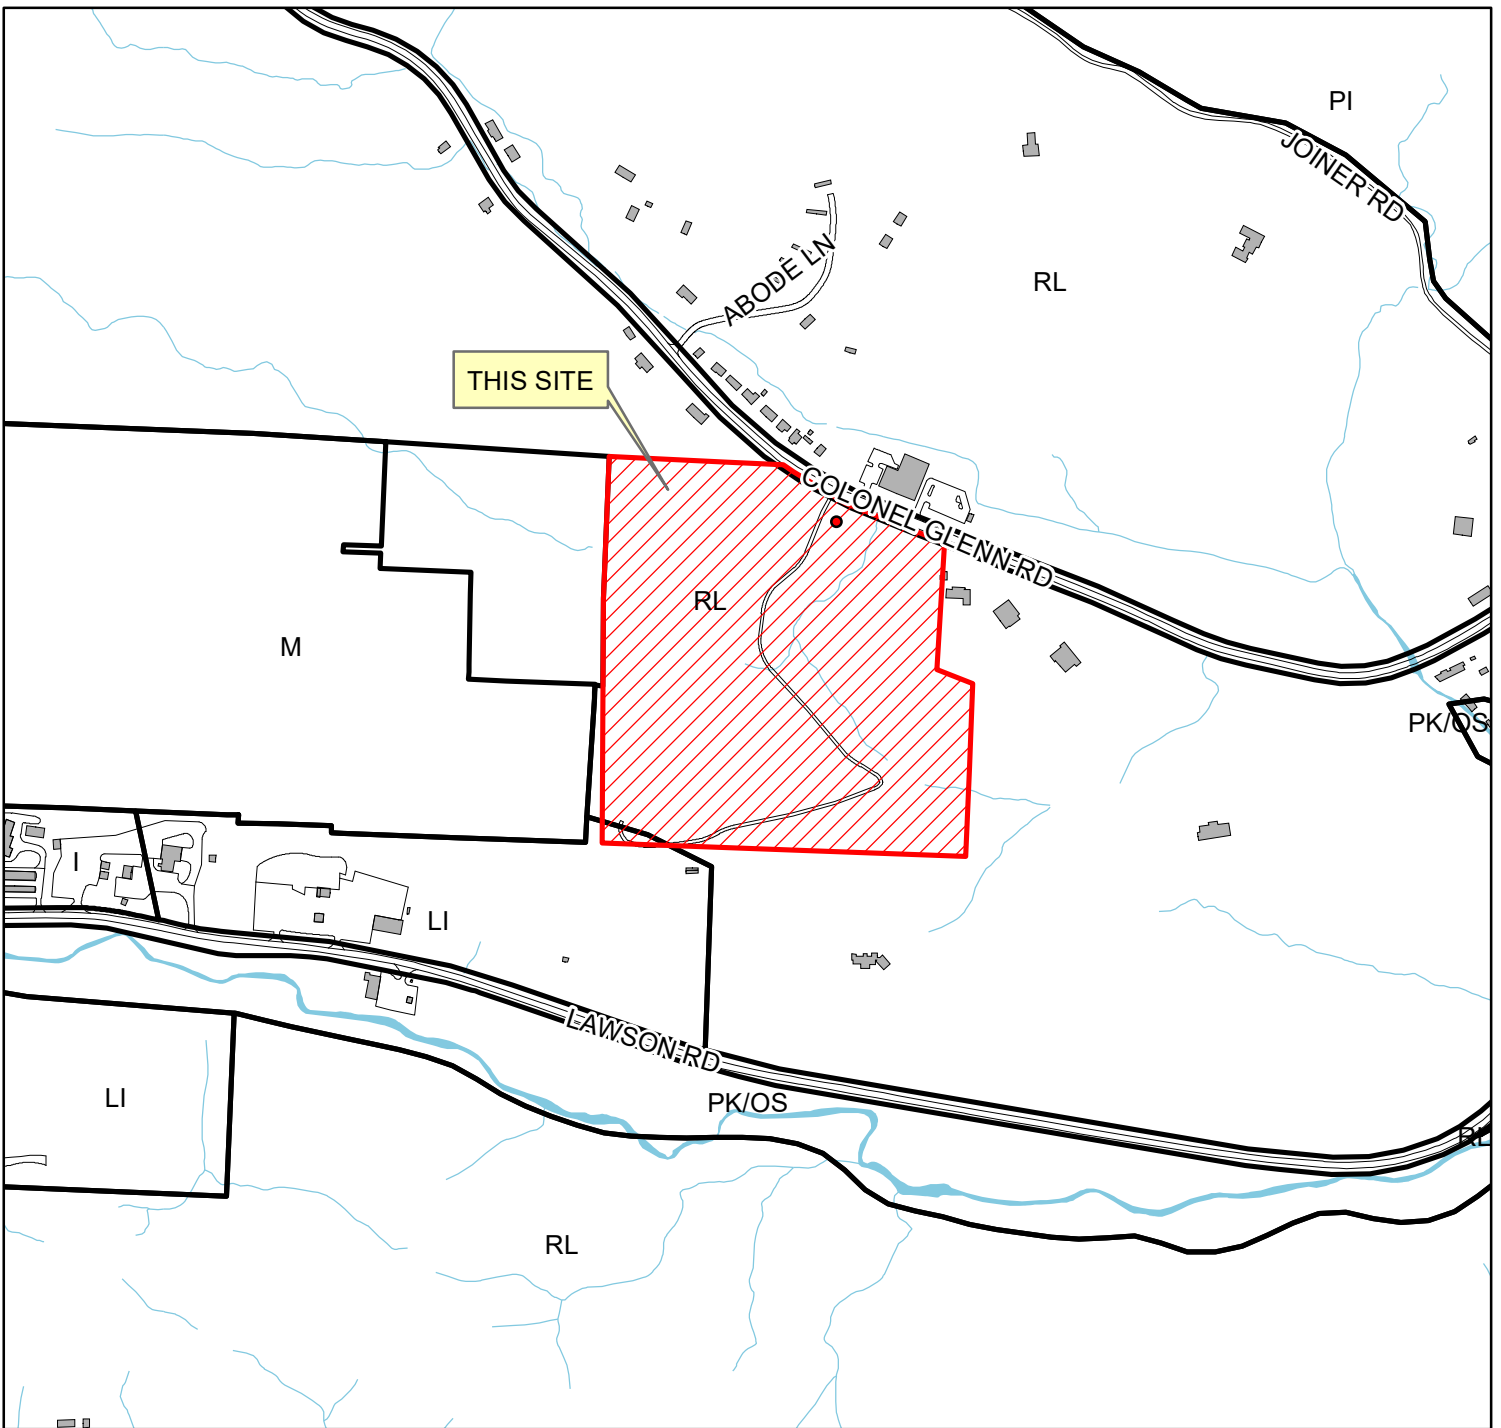 PI
JOINER RD
ABODE LN
RL
THIS SITE
COLONEL GLENN RD
RL
M
PK/OS
I
LI
LAWSON RD
LI
PK/OS
RL
RL